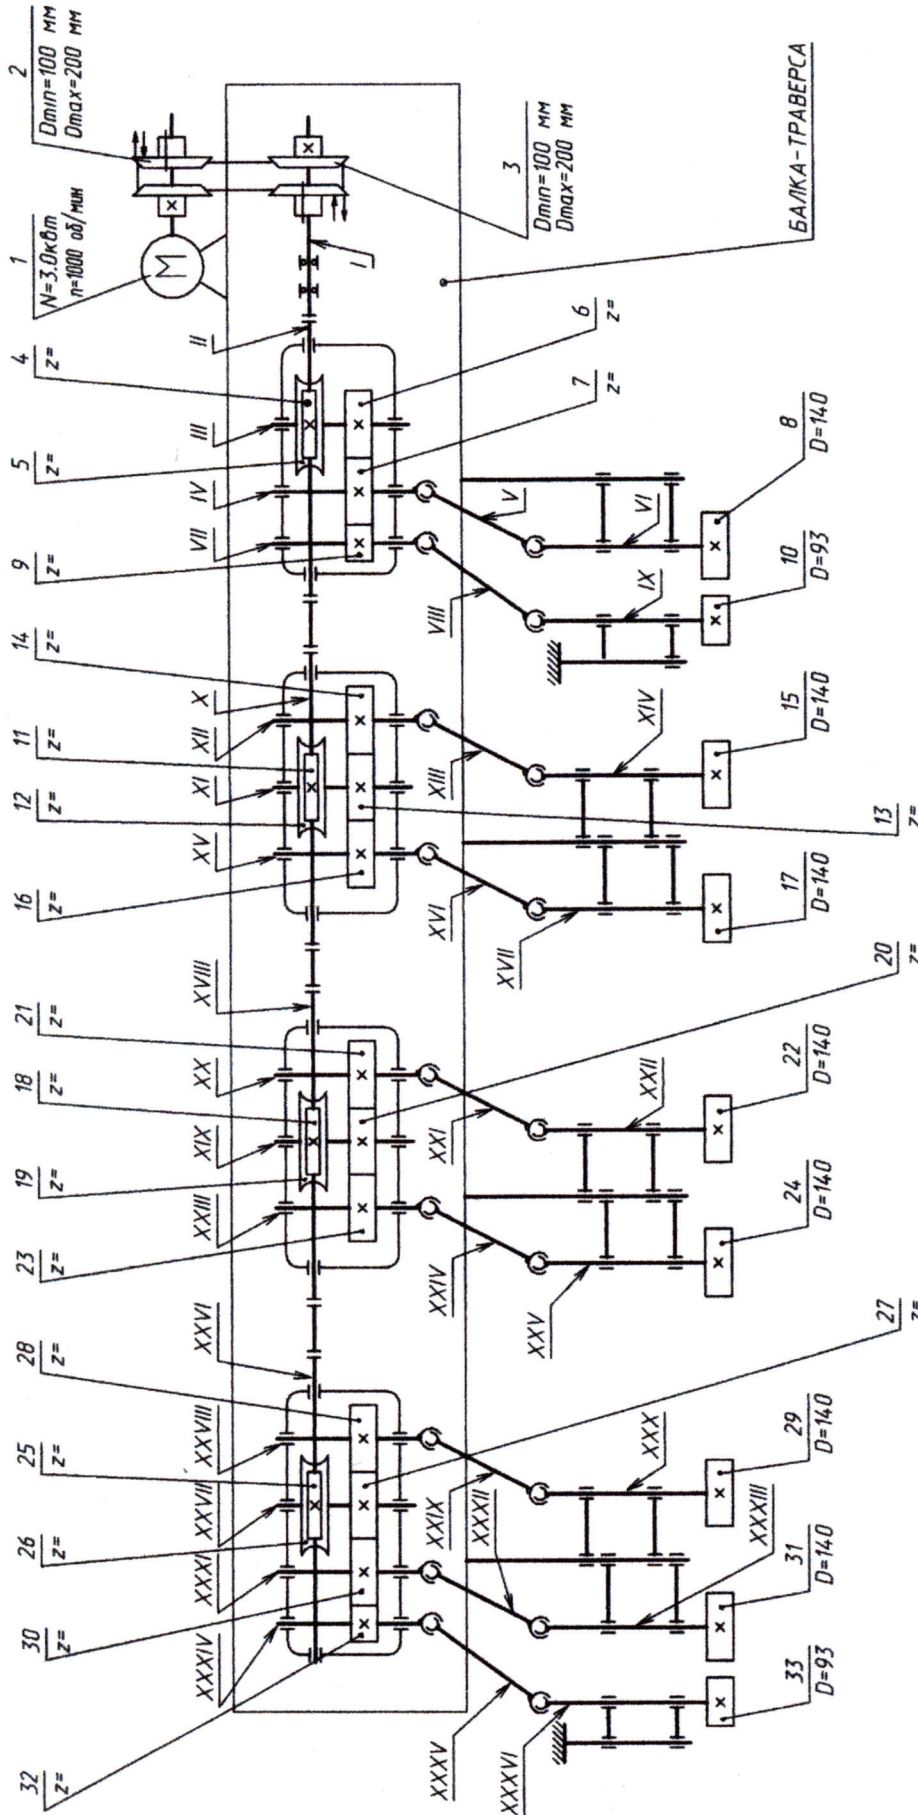 1
N=3.0кВт
n=1000 об/мин
2
Dmin=100 мм
Dmax=200 мм
3
Dmin=100 мм
Dmax=200 мм
БАЛКА-ТРАВЕРСА
M
I
II
4
z=
5
z=
III
IV
VII
9
z=
6
z=
7
z=
V
VI
VIII
IX
8
D=140
10
D=93
14
z=
11
z=
12
z=
16
z=
X
XII
XI
XV
XIII
XIV
XVI
XVII
13
z=
15
D=140
17
D=140
21
z=
18
z=
19
z=
23
z=
XVIII
XX
XIX
XXIII
XXI
XXII
XXIV
XXV
20
z=
22
D=140
24
D=140
28
z=
25
z=
26
z=
30
z=
32
z=
XXVI
XXVIII
XXVII
XXXI
XXXIV
XXIX
XXXII
XXX
XXXIII
XXXV
XXXVI
27
z=
29
D=140
31
D=140
33
D=93